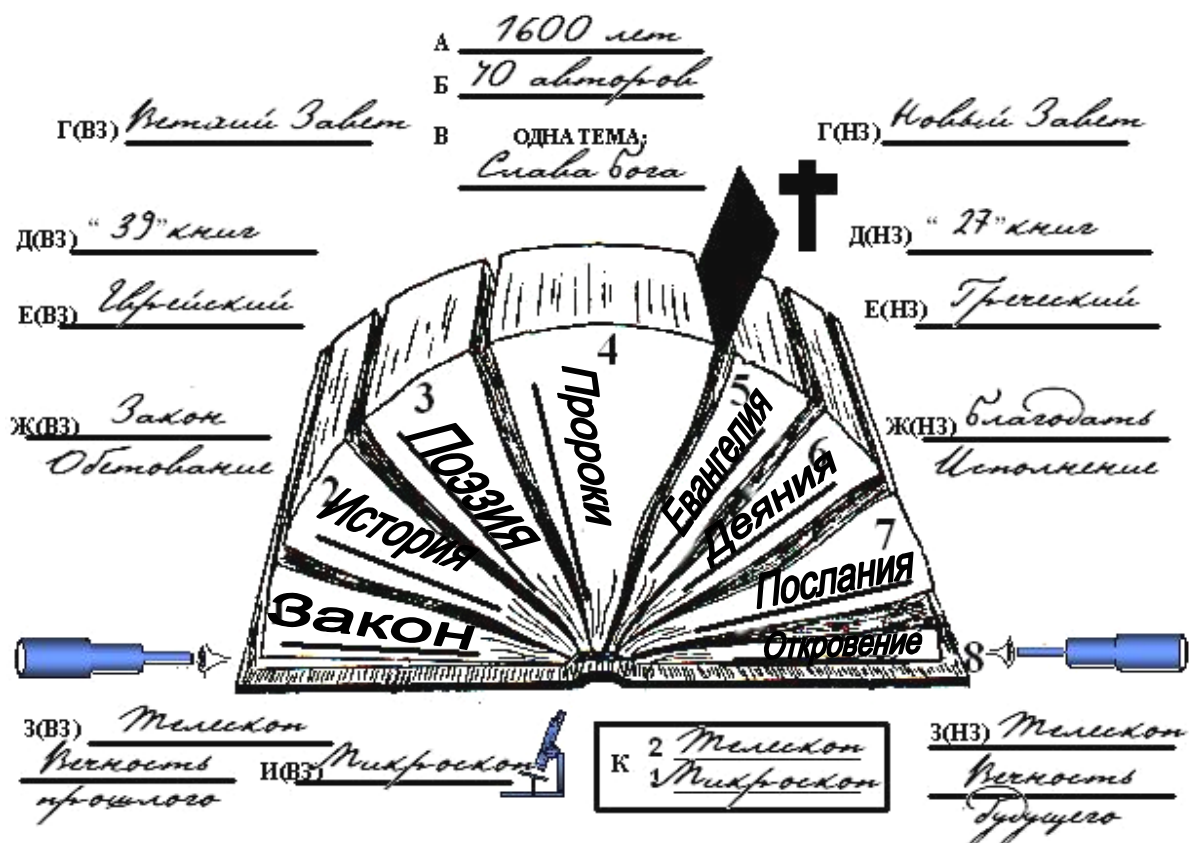 А 1600 лет
Б 40 авторов
В ОДНА ТЕМА:
Слава Бога
Г(ВЗ) Ветхий Завет
Г(НЗ) Новый Завет
Д(ВЗ) “39” книг
Д(НЗ) “27” книг
Е(ВЗ) Еврейский
Е(НЗ) Греческий
Ж(ВЗ) Закон
Обетование
Ж(НЗ) Благодать
Исполнение
Закон
2 История
3 Поэзия
4 Пророки
5 Евангелия
6 Деяния
7 Послания
8 Откровение
З(ВЗ) Телескоп
Вечность
прошлого
И(ВЗ) Микроскоп
К 2 Телескоп
1 Микроскоп
З(НЗ) Телескоп
Вечность
будущего